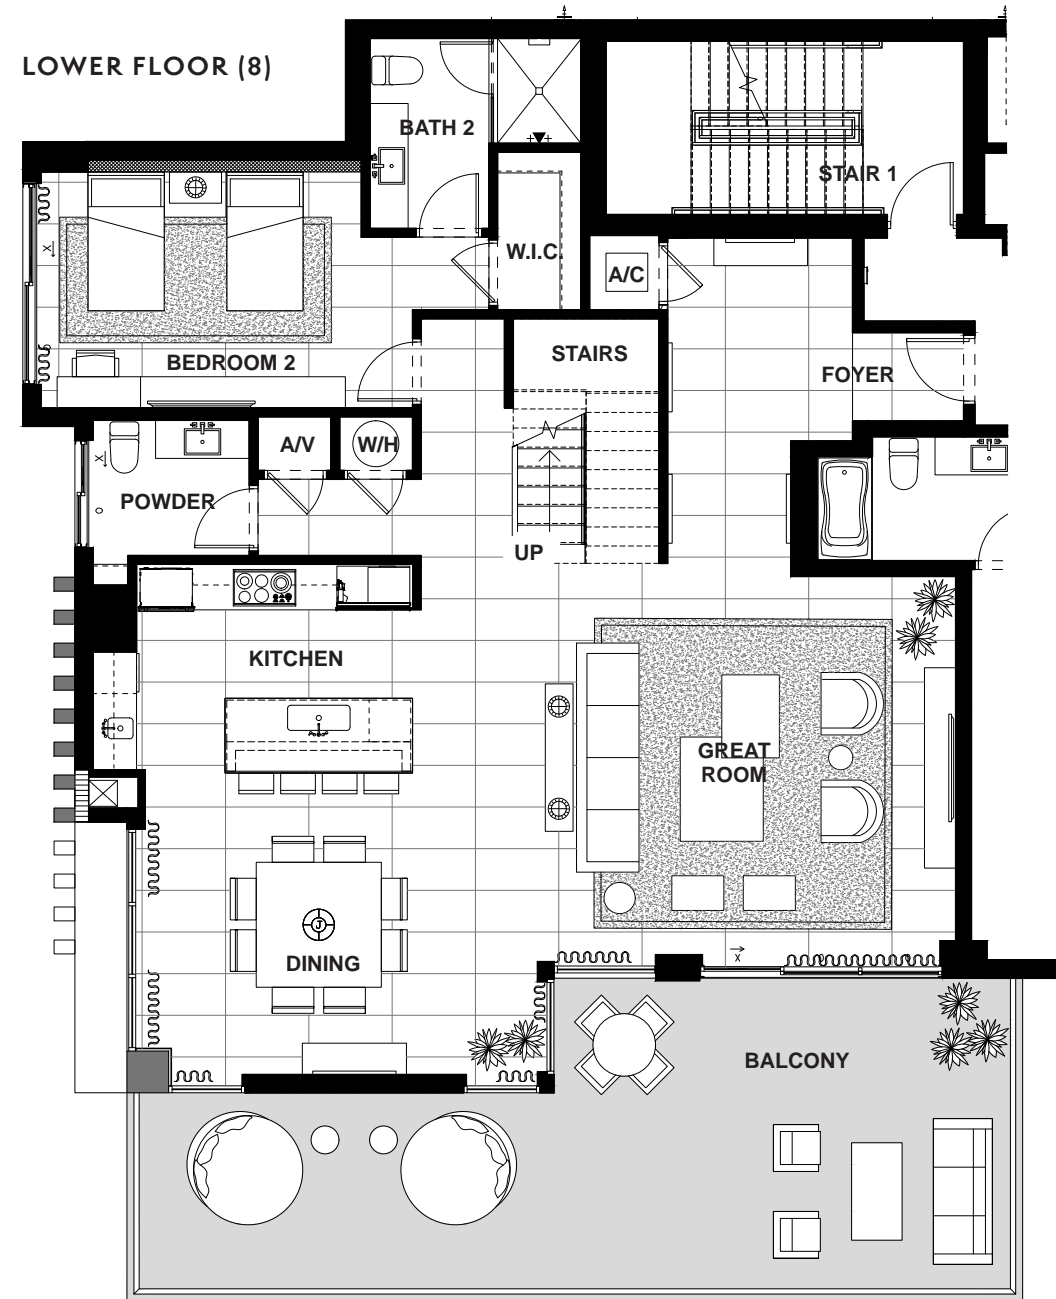 LOWER FLOOR (8)
BATH 2
STAIR 1
W.I.C.
A/C
STAIRS
BEDROOM 2
FOYER
A/V
W/H
POWDER
UP
KITCHEN
GREAT
ROOM
J
DINING
BALCONY
X
X
X